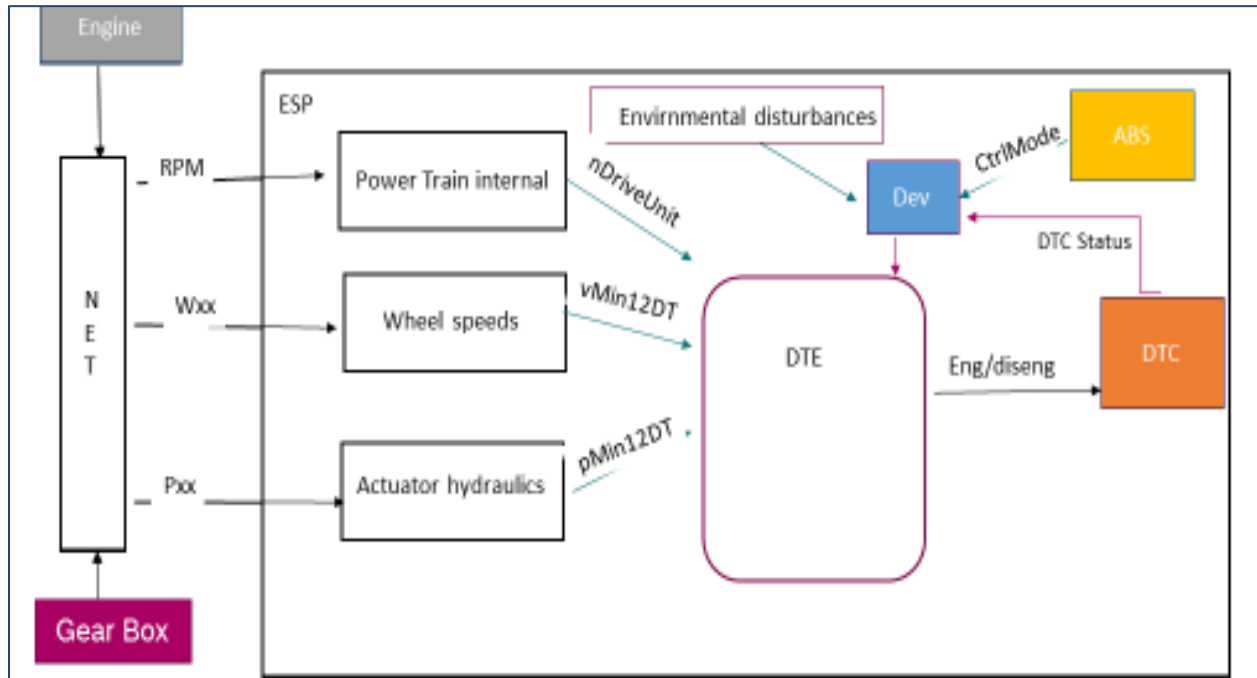 Engine
ESP
Envirnmental disturbances
ABS
RPM
Power Train internal
nDriveUnit
CtrlMode
Dev
DTC Status
N
E
T
Wxx
Wheel speeds
vMin12DT
DTE
Eng/diseng
DTC
Pxx
Actuator hydraulics
pMin12DT
Gear Box